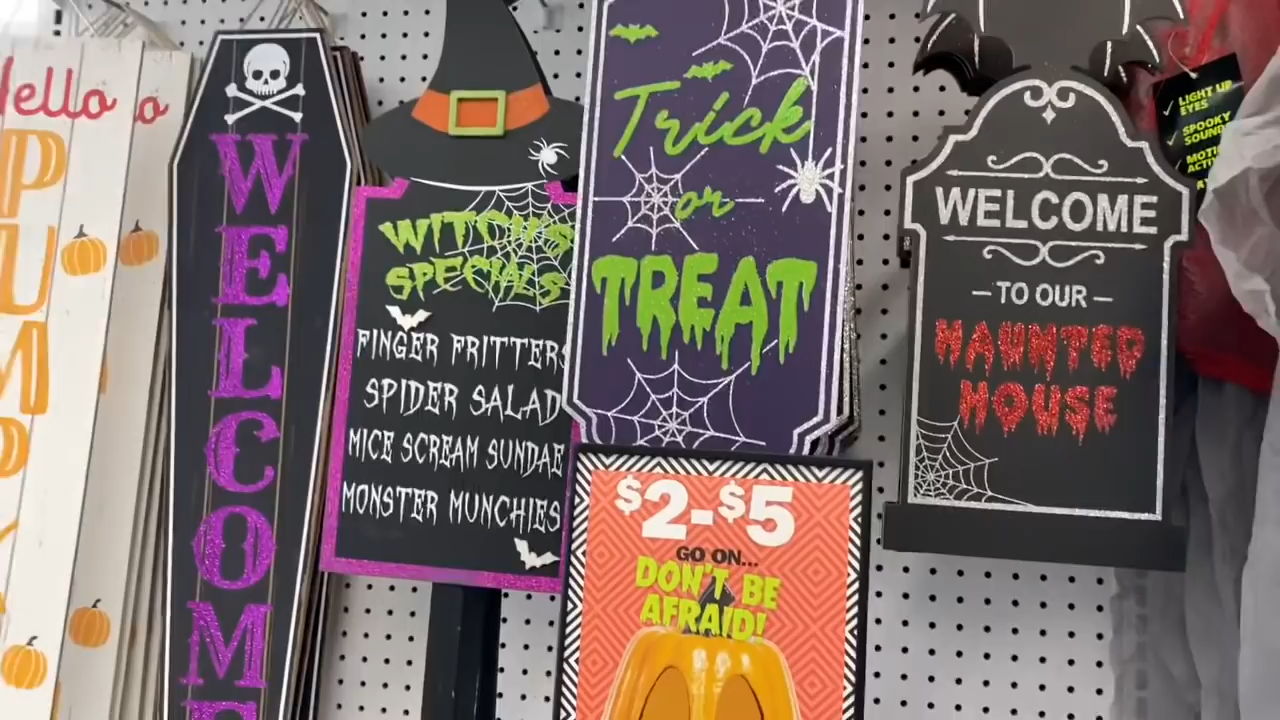 Hello
PUMP
o
WELCOME
WITCH'S
SPECIALS
FINGER FRITTERS
SPIDER SALAD
MICE SCREAM SUNDAE
MONSTER MUNCHIES
Trick
or
TREAT
$2-$5
GO ON...
DON'T BE
AFRAID!
WELCOME
TO OUR
HAUNTED
HOUSE
✓ LIGHT UP
EYES
✓ SPOOKY
SOUND
✓